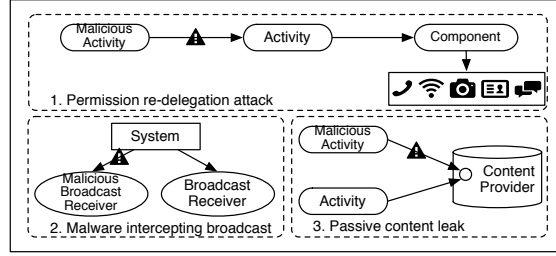 Malicious
Activity
Activity
Component
1. Permission re-delegation attack
System
Malicious
Broadcast
Receiver
Broadcast
Receiver
2. Malware intercepting broadcast
Malicious
Activity
Activity
Content
Provider
3. Passive content leak